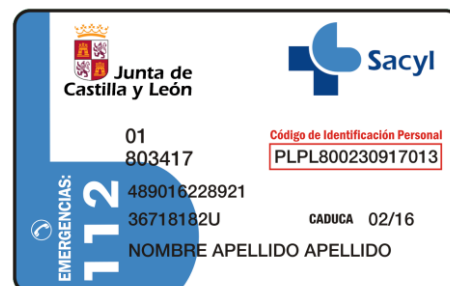 Junta de
Castilla y León
Sacyl
01
803417
Código de Identificación Personal
PLPL800230917013
489016228921
36718182U
CADUCA 02/16
NOMBRE APELLIDO APELLIDO
EMERGENCIAS:
112